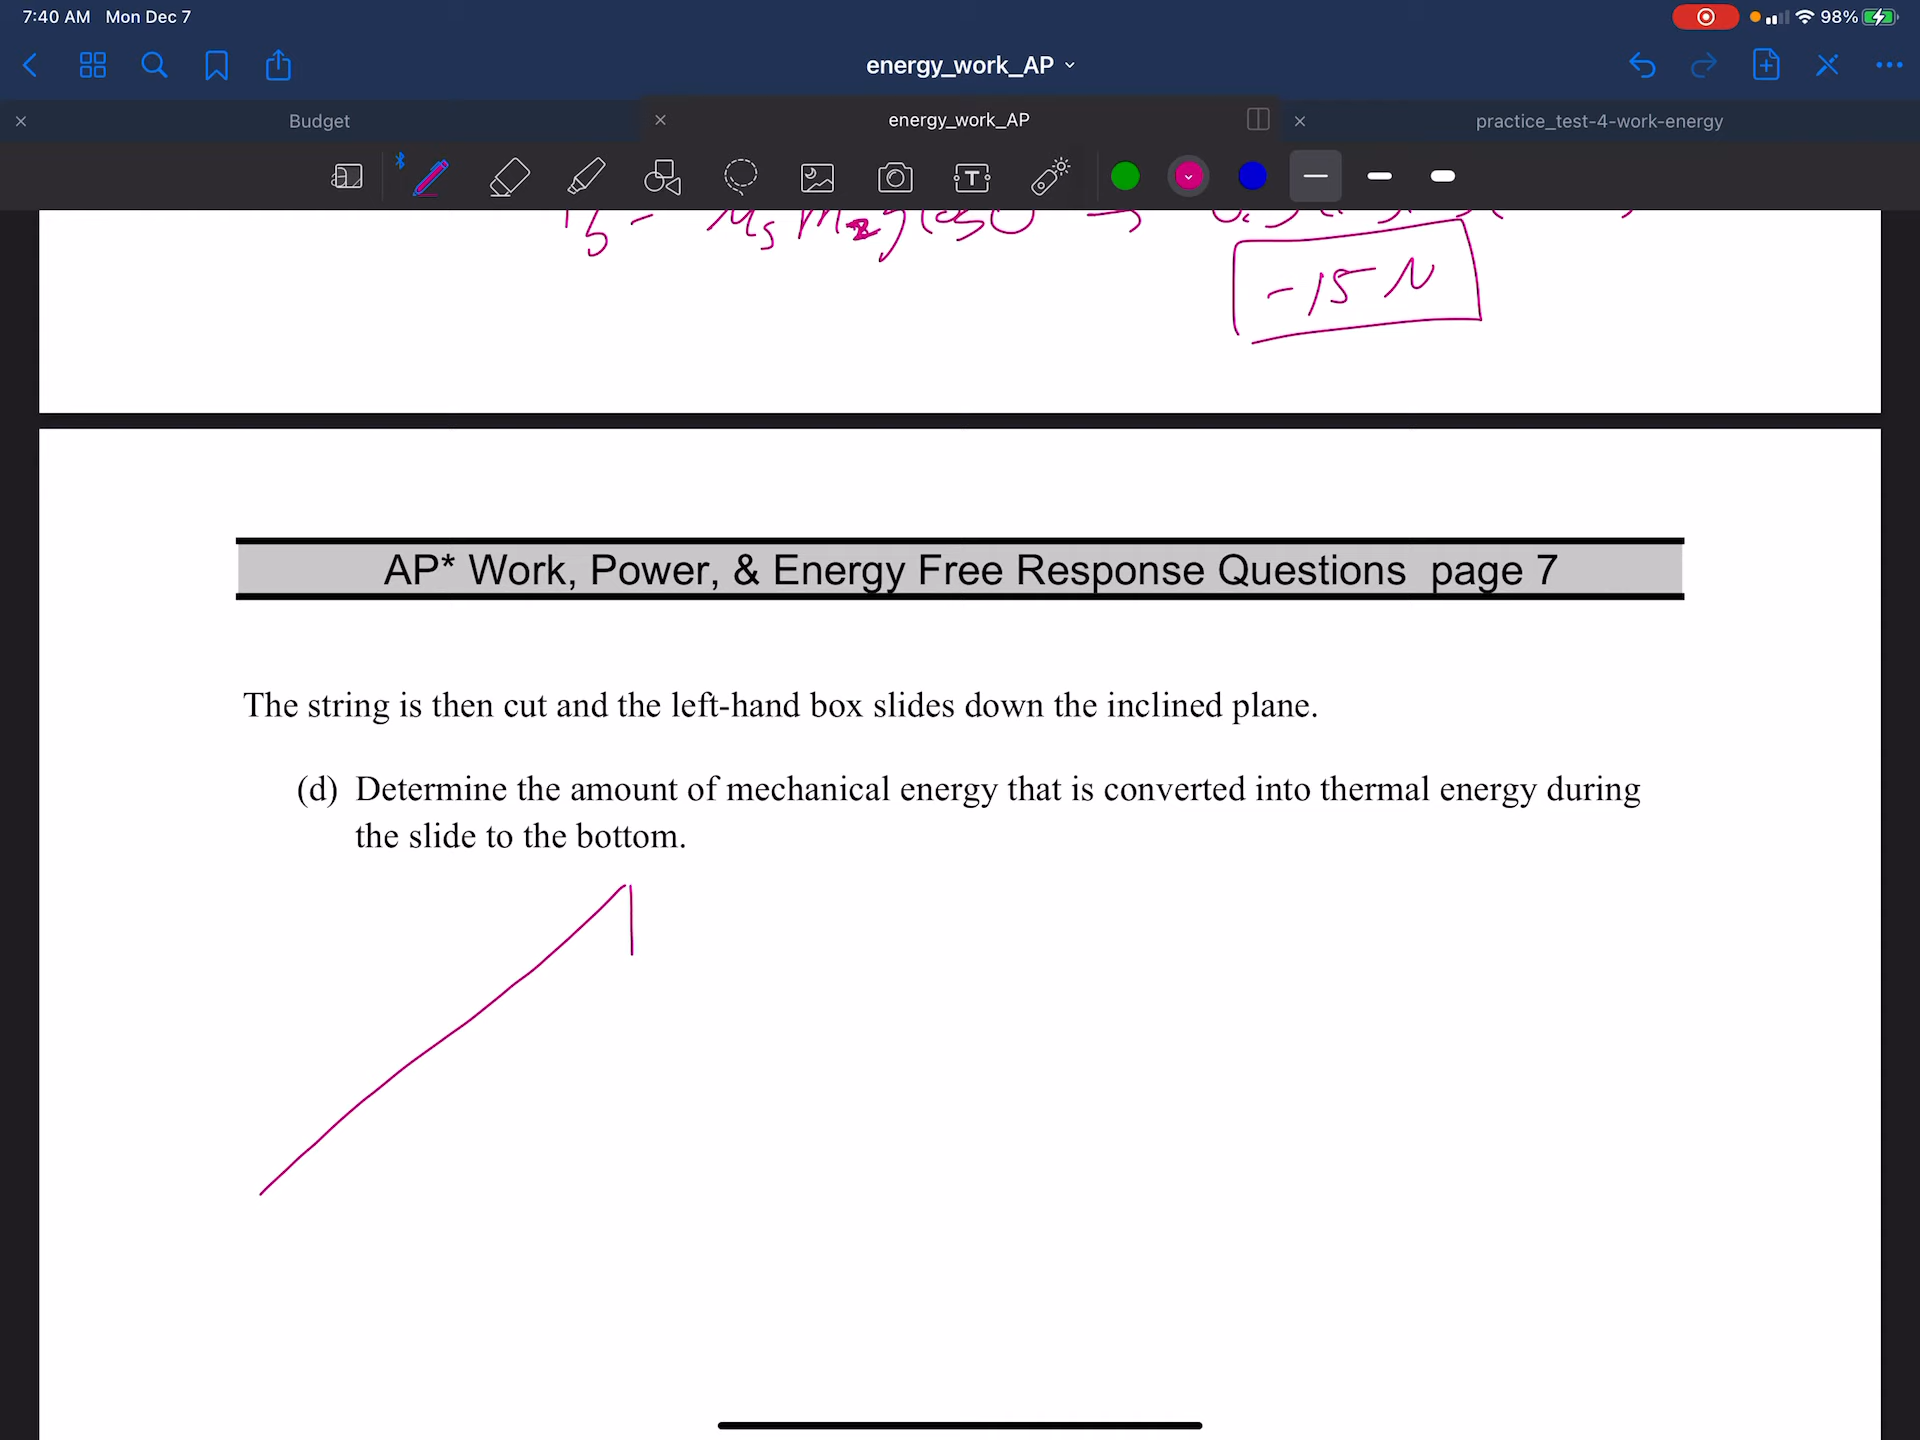 7:40 AM Mon Dec 7
98%
energy_work_AP
Budget
energy_work_AP
practice_test-4-work-energy
T
-15 N
AP* Work, Power, & Energy Free Response Questions page 7
The string is then cut and the left-hand box slides down the inclined plane.
(d) Determine the amount of mechanical energy that is converted into thermal energy during
the slide to the bottom.